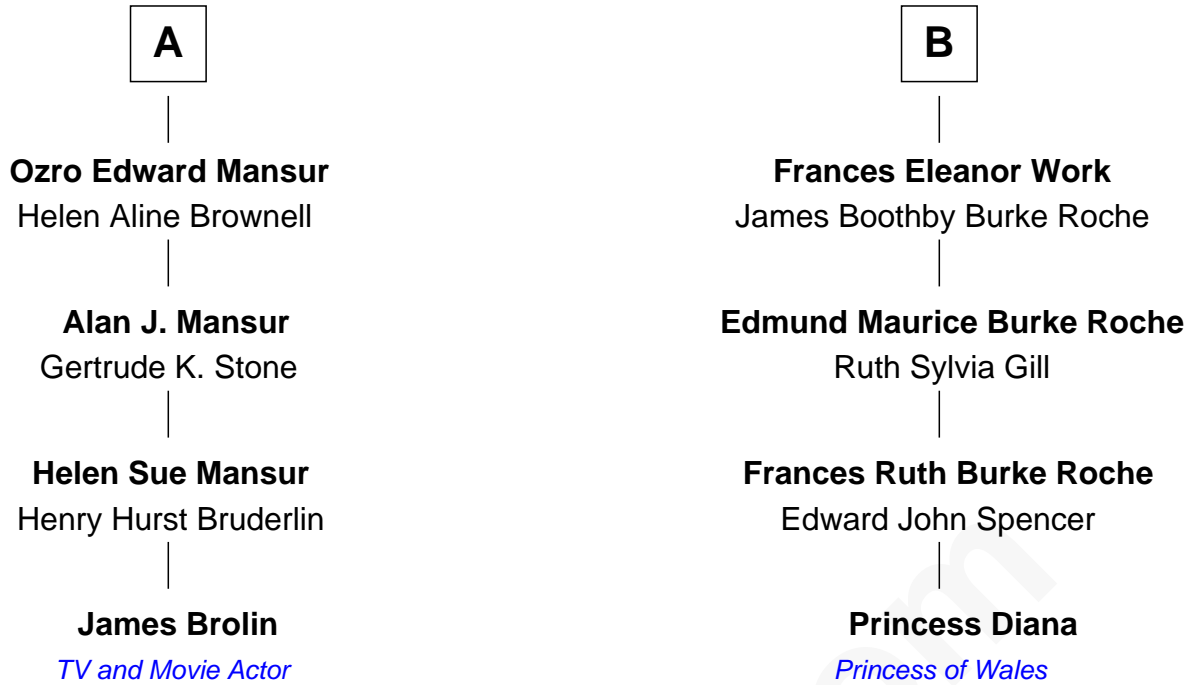 A
Ozro Edward Mansur
Helen Aline Brownell
Alan J. Mansur
Gertrude K. Stone
Helen Sue Mansur
Henry Hurst Bruderlin
James Brolin
TV and Movie Actor
B
Frances Eleanor Work
James Boothby Burke Roche
Edmund Maurice Burke Roche
Ruth Sylvia Gill
Frances Ruth Burke Roche
Edward John Spencer
Princess Diana
Princess of Wales